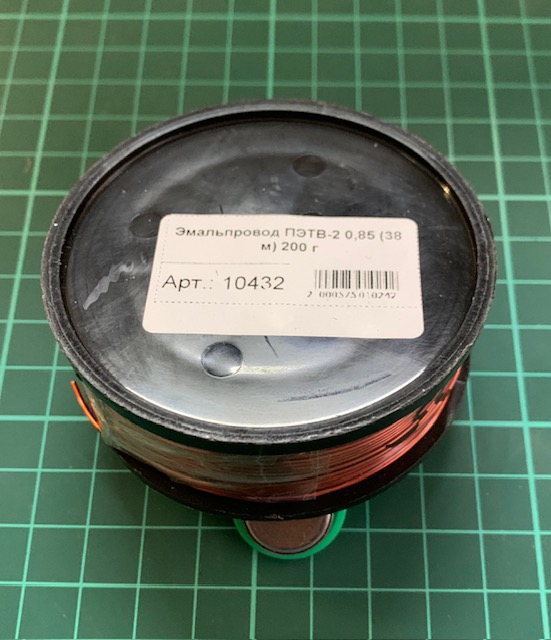 Эмальпровод ПЭТВ-2 0,85 (38
м) 200 г
Арт.: 10432